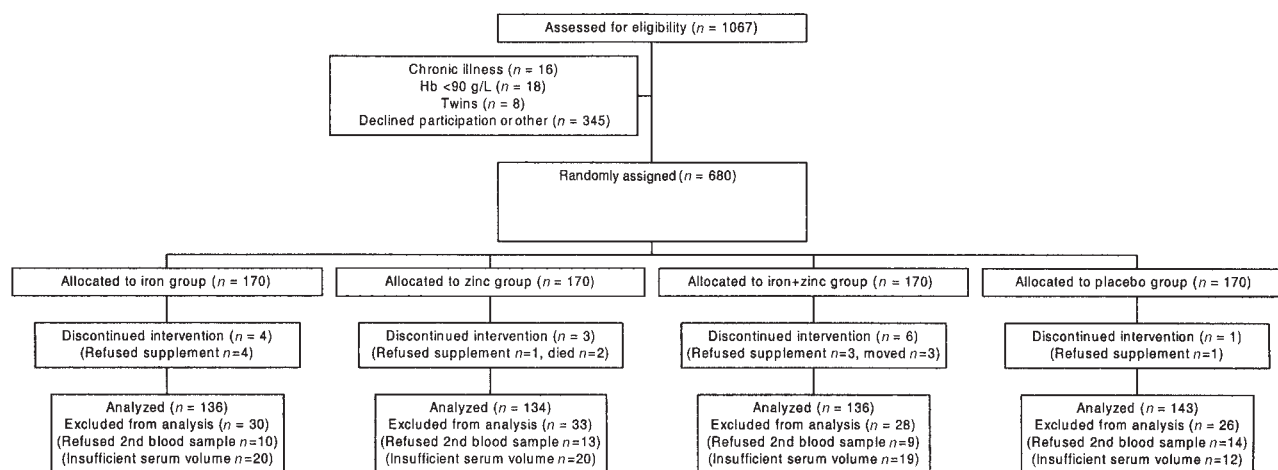 Assessed for eligibility (n = 1067)
Chronic illness (n = 16)
Hb <90 g/L (n = 18)
Twins (n = 8)
Declined participation or other (n = 345)
Randomly assigned (n = 680)
Allocated to iron group (n = 170)
Allocated to zinc group (n = 170)
Allocated to iron+zinc group (n = 170)
Allocated to placebo group (n = 170)
Discontinued intervention (n = 4)
(Refused supplement n=4)
Discontinued intervention (n = 3)
(Refused supplement n=1, died n=2)
Discontinued intervention (n = 6)
(Refused supplement n=3, moved n=3)
Discontinued intervention (n = 1)
(Refused supplement n=1)
Analyzed (n = 136)
Excluded from analysis (n = 30)
(Refused 2nd blood sample n=10)
(Insufficient serum volume n=20)
Analyzed (n = 134)
Excluded from analysis (n = 33)
(Refused 2nd blood sample n=13)
(Insufficient serum volume n=20)
Analyzed (n = 136)
Excluded from analysis (n = 28)
(Refused 2nd blood sample n=9)
(Insufficient serum volume n=19)
Analyzed (n = 143)
Excluded from analysis (n = 26)
(Refused 2nd blood sample n=14)
(Insufficient serum volume n=12)